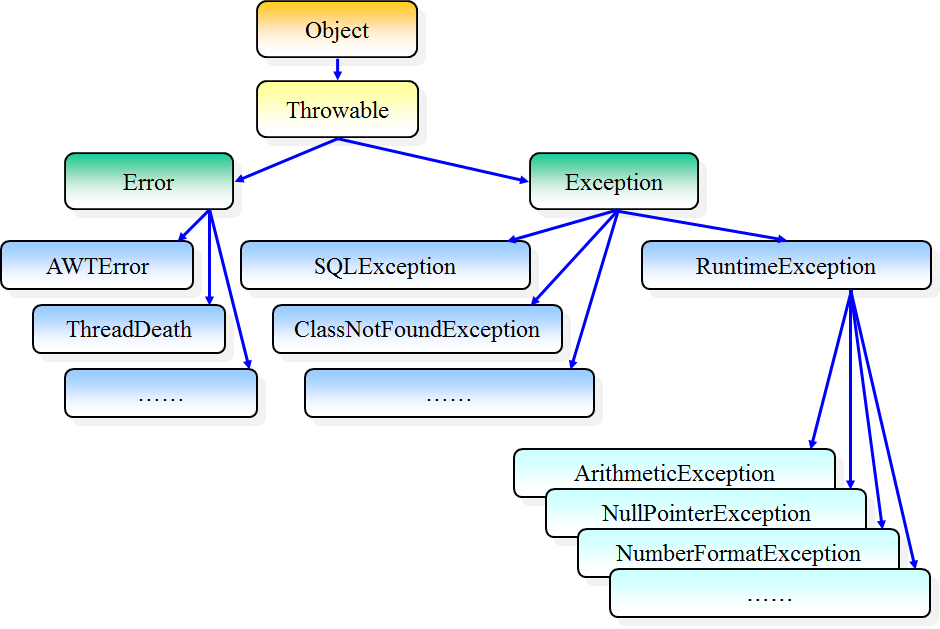 Object
Throwable
Error
Exception
AWTError
SQLException
RuntimeException
ThreadDeath
ClassNotFoundException
……
……
ArithmeticException
NullPointerException
NumberFormatException
……